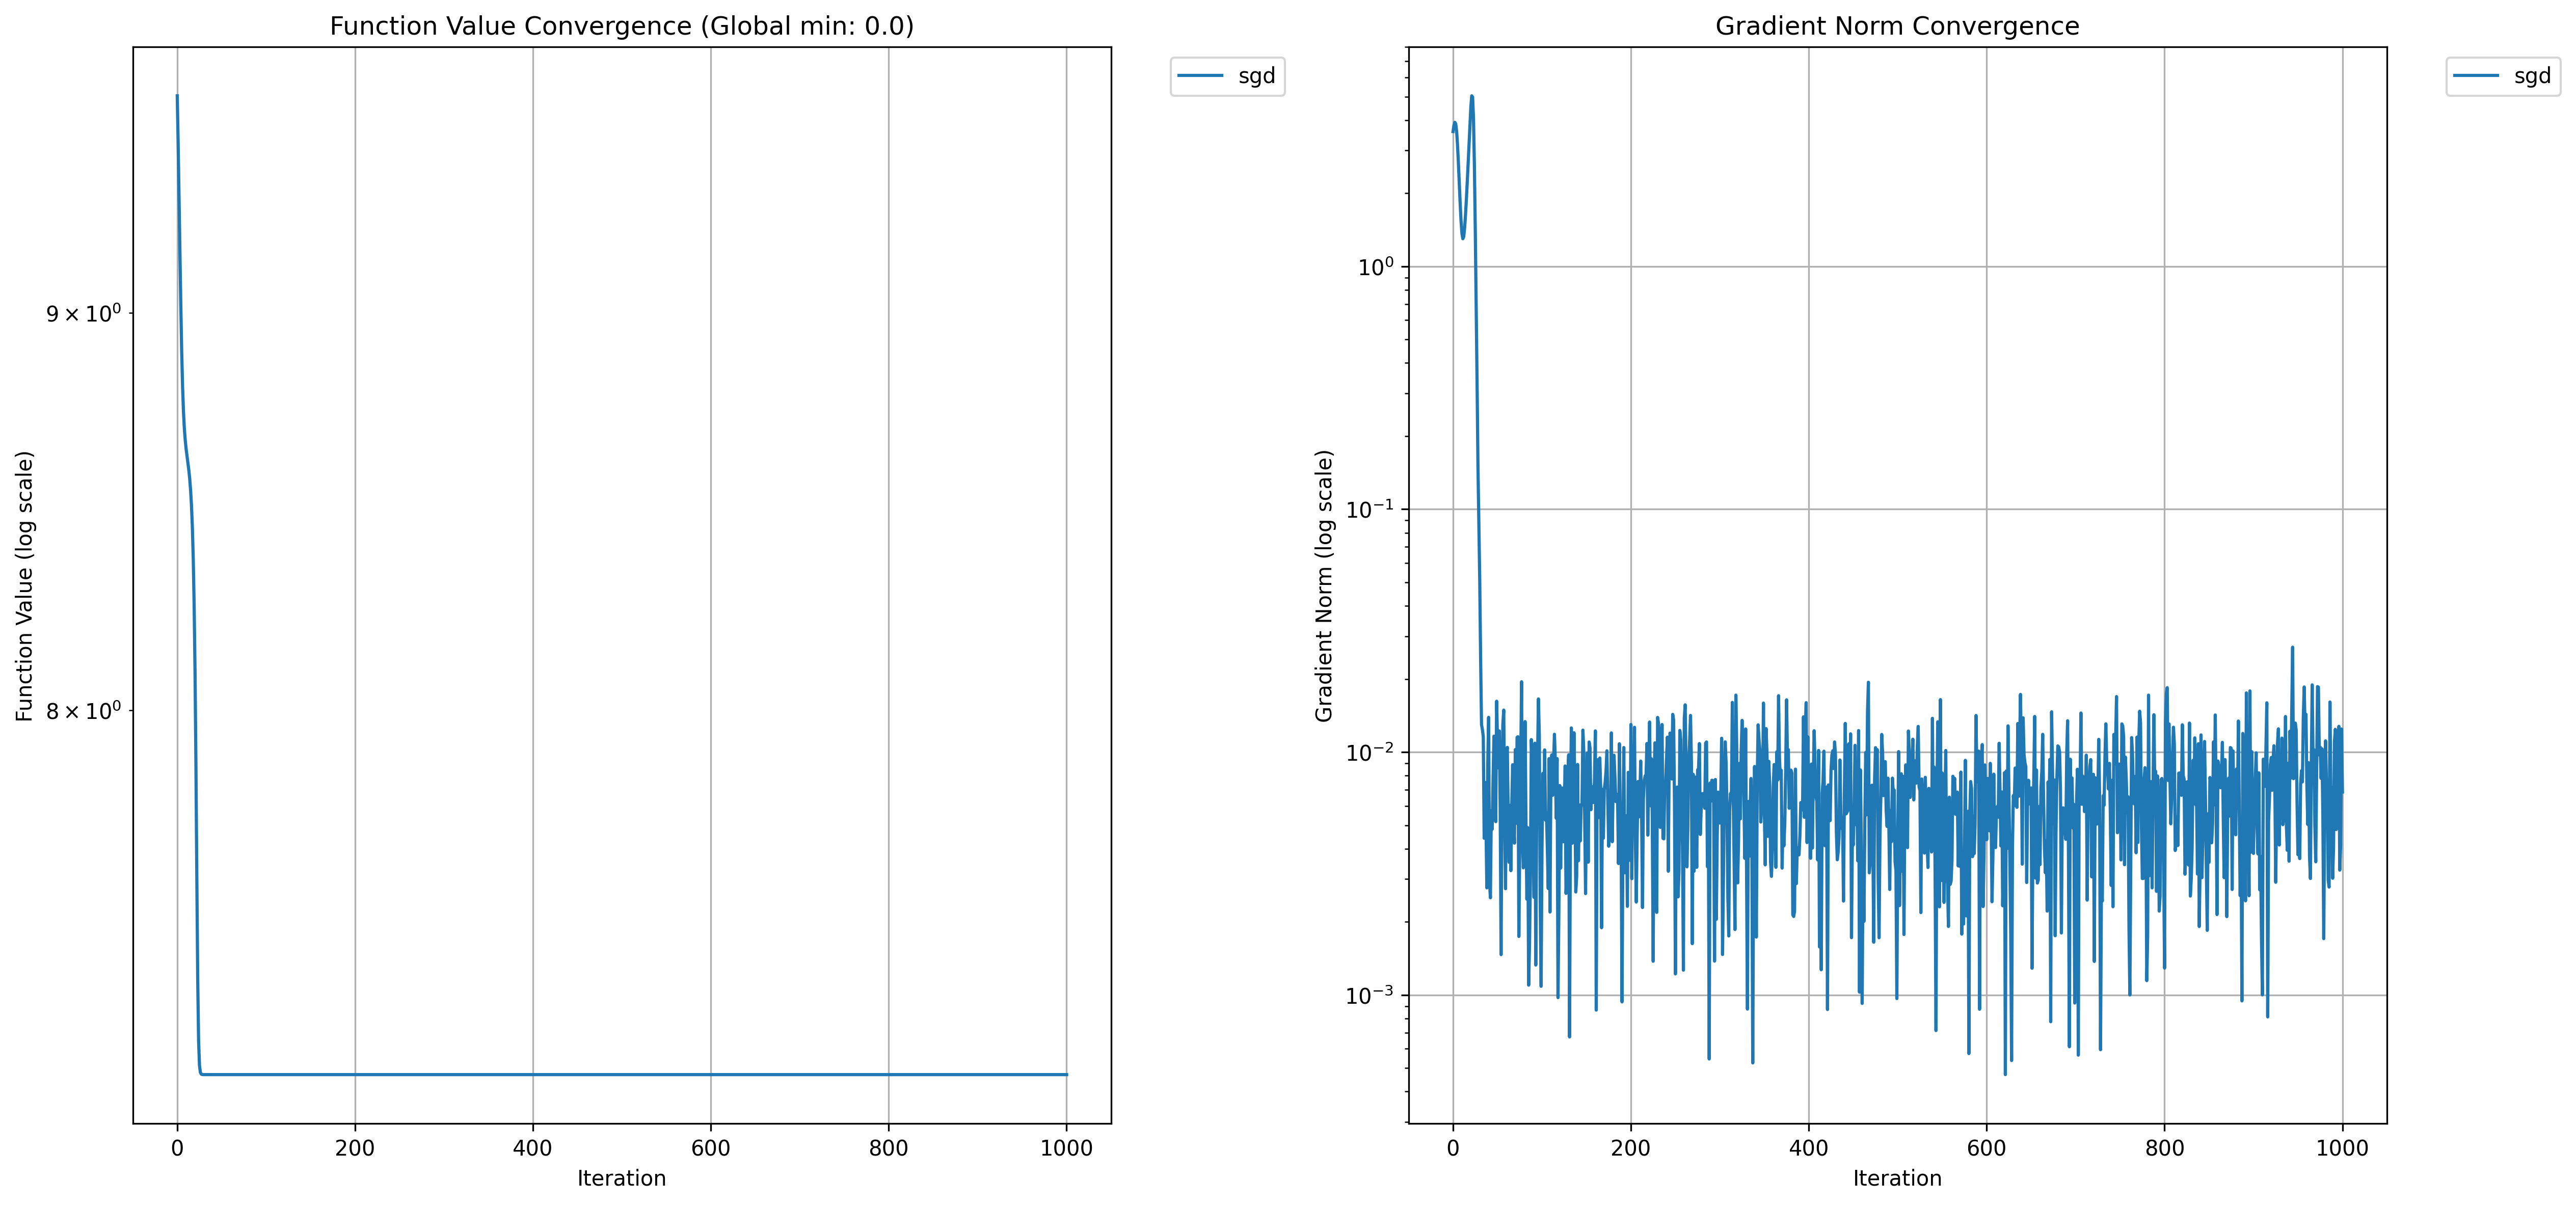 Function Value Convergence (Global min: 0.0)
sgd
Function Value (log scale)
9 × 10⁰
8 × 10⁰
0 200 400 600 800 1000
Iteration
Gradient Norm Convergence
sgd
Gradient Norm (log scale)
10⁰
10⁻¹
10⁻²
10⁻³
0 200 400 600 800 1000
Iteration